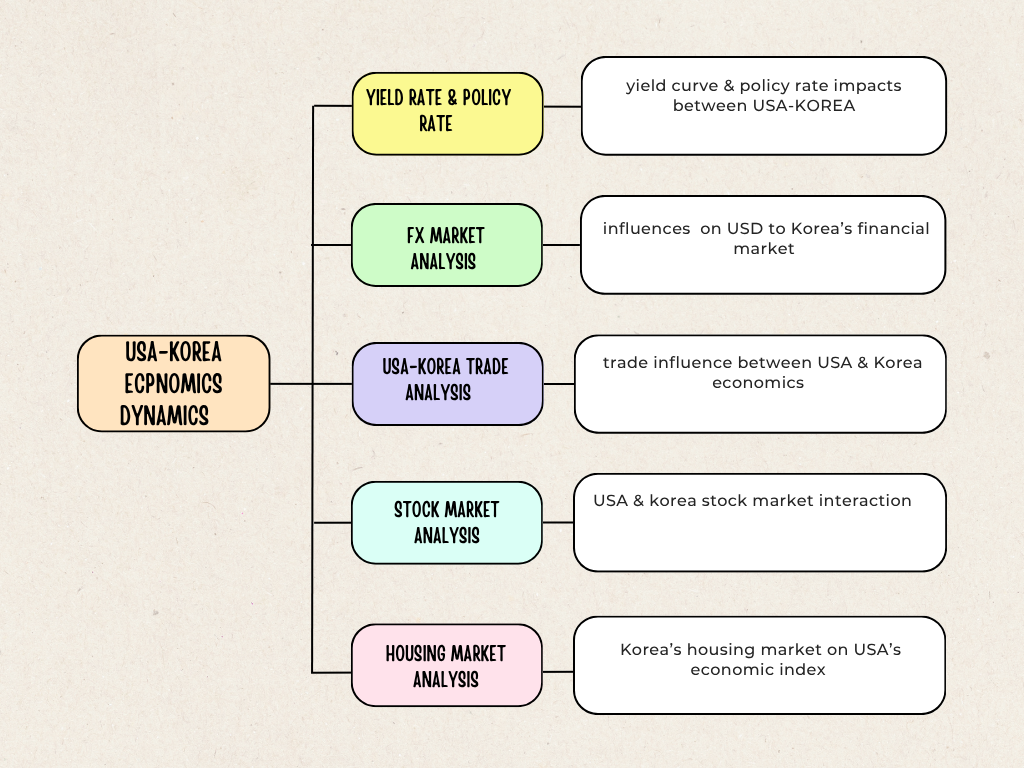 YIELD RATE & POLICY
RATE
yield curve & policy rate impacts
between USA-KOREA
FX MARKET
ANALYSIS
influences  on USD to Korea’s financial
market
USA-KOREA
ECPNOMICS
DYNAMICS
USA-KOREA TRADE
ANALYSIS
trade influence between USA & Korea
economics
STOCK MARKET
ANALYSIS
USA & korea stock market interaction
HOUSING MARKET
ANALYSIS
Korea’s housing market on USA’s
economic index